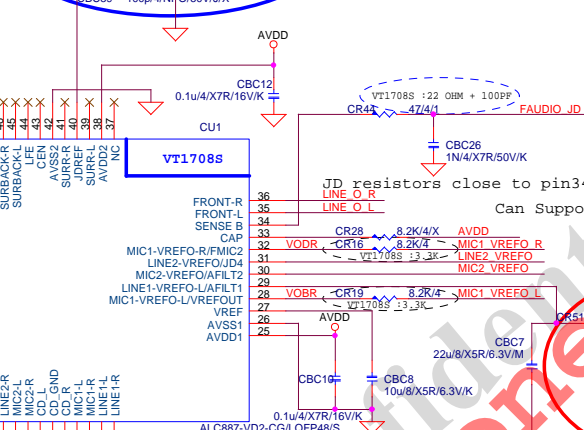 AVDD
CBC12
0.1u/4/X7R/16V/K
VT1708S :22 OHM + 100PF
CR44
47/4/1
FAUDIO_JD
CBC26
1N/4/X7R/50V/K
JD resistors close to pin34
Can Suppo
45
44
43
42
41
40
39
38
37
SURBACK-R
SURBACK-L
LFE
CEN
AVSS2
SURR-R
JDREF
SURR-L
AVDD2
NC
CU1
VT1708S
FRONT-R
36
LINE_O_R
FRONT-L
35
LINE_O_L
SENSE B
34
CAP
33
CR28
8.2K/4/X
AVDD
MIC1-VREFO-R/FMIC2
32
VODR
CR16
8.2K/4
MIC1_VREFO_R
VT1708S :3.3K
LINE2-VREFO/JD4
31
LINE2_VREFO
MIC2-VREFO/AFILT2
30
MIC2_VREFO
LINE1-VREFO-L/AFILT1
29
MIC1-VREFO-L/VREFOUT
28
VOBR
CR19
8.2K/4
MIC1_VREFO_L
VT1708S :3.3K
VREF
27
AVSS1
26
AVDD1
25
AVDD
CR51
CBC7
22u/8/X5R/6.3V/M
CBC10
0.1u/4/X7R/16V/K
CBC8
10u/8/X5R/6.3V/K
LINE2-R
MIC2-L
MIC2-R
CD_L
CD_GND
CD_R
MIC1-L
MIC1-R
LINE1-L
LINE1-R
ALC887-VD2-CG/LQFP48/S
fident
one